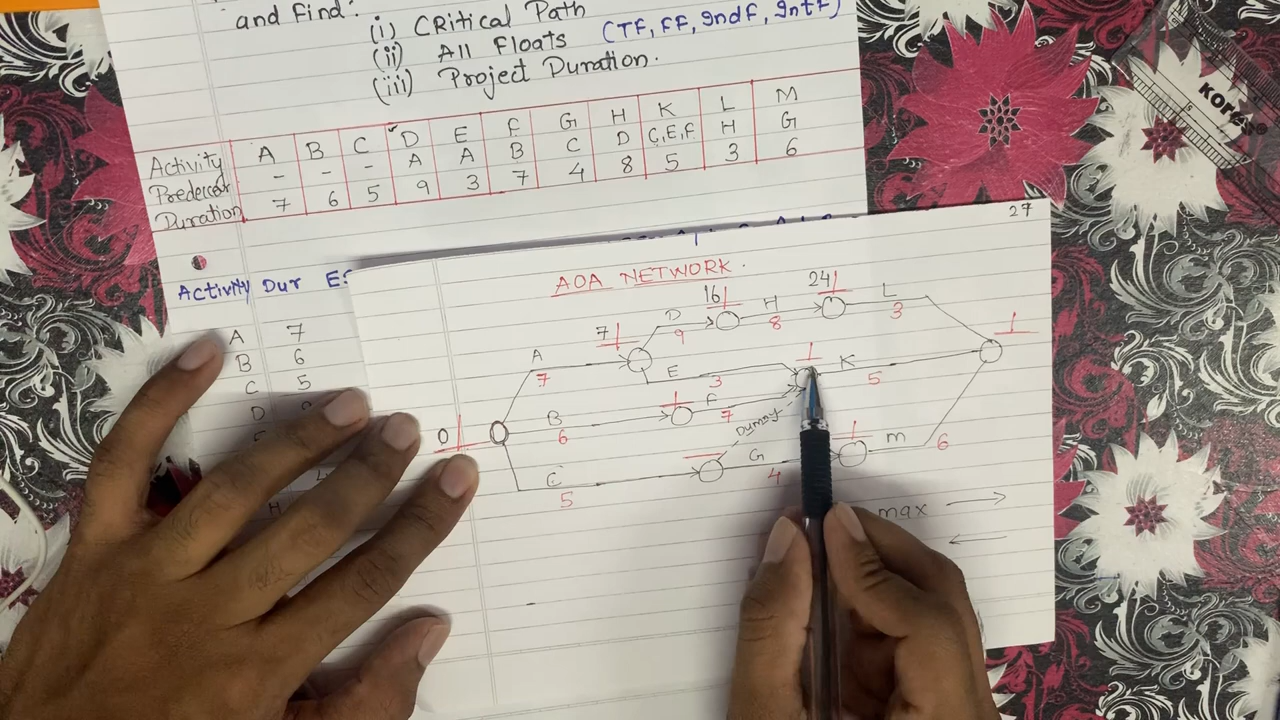 and Find:
(i) CRitical Path
(ii) All Floats (TF, FF, IndF, IntF)
(iii) Project Duration.
Activity A B C D E F G H K L M
Predecessor - - - A A B C D C,E,F H G
Duration 7 6 5 9 3 7 4 8 5 3 6
Activity Dur ES
A 7
B 6
C 5
D
H
27
AOA NETWORK.
0 7 16 24
A 7
B 6
C 5
D 9
E 3
F 7
Dummy
G 4
H 8
K 5
L 3
m 6
max
KOREA